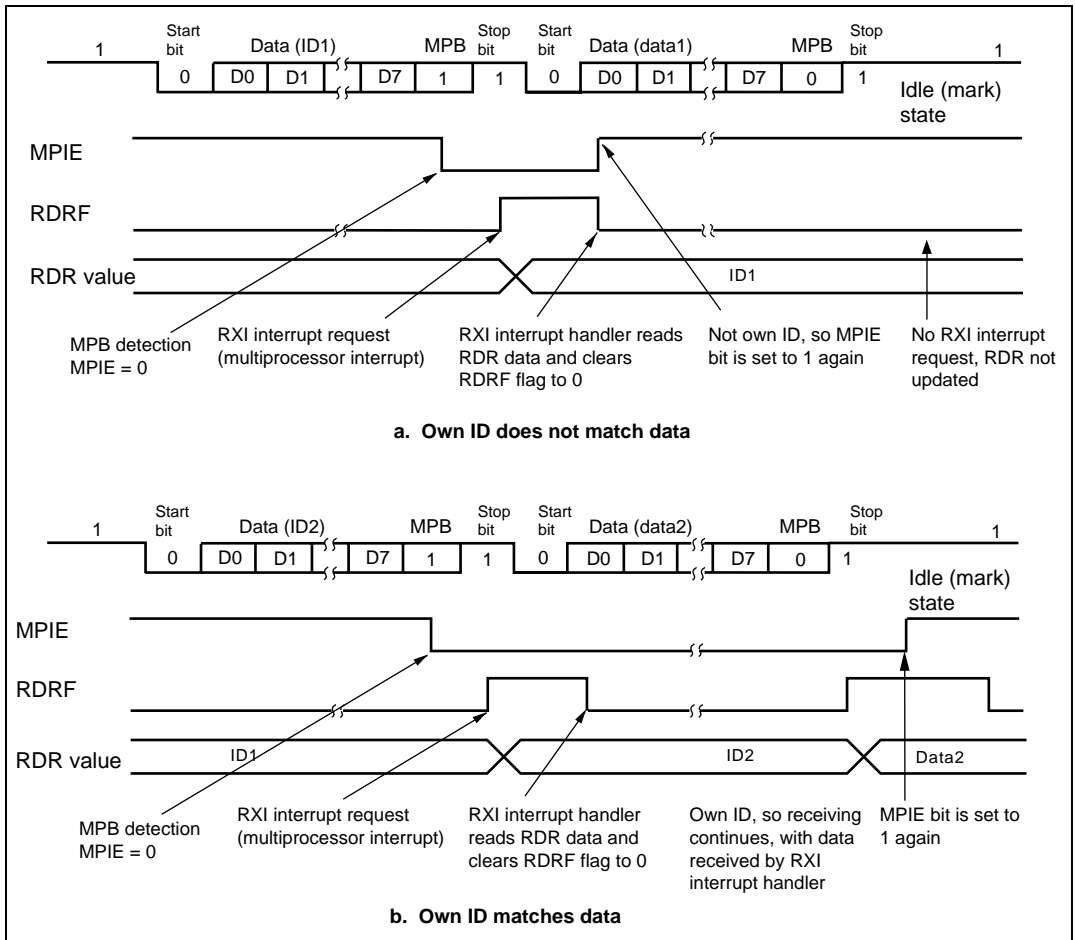 Start bit Data (ID1) MPB Stop bit Start bit Data (data1) MPB Stop bit
1 0 D0 D1 D7 1 1 0 D0 D1 D7 0 1 1
Idle (mark) state
MPIE
RDRF
RDR value ID1
MPB detection MPIE = 0
RXI interrupt request (multiprocessor interrupt)
RXI interrupt handler reads RDR data and clears RDRF flag to 0
Not own ID, so MPIE bit is set to 1 again
No RXI interrupt request, RDR not updated
a. Own ID does not match data
Start bit Data (ID2) MPB Stop bit Start bit Data (data2) MPB Stop bit
1 0 D0 D1 D7 1 1 0 D0 D1 D7 0 1 1
Idle (mark) state
MPIE
RDRF
RDR value ID1 ID2 Data2
MPB detection MPIE = 0
RXI interrupt request (multiprocessor interrupt)
RXI interrupt handler reads RDR data and clears RDRF flag to 0
Own ID, so receiving continues, with data received by RXI interrupt handler
MPIE bit is set to 1 again
b. Own ID matches data